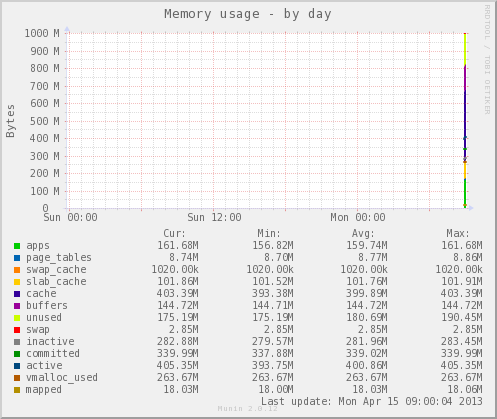 Memory usage - by day
RRDTOOL / TOBI OETIKER
Bytes
1000 M
900 M
800 M
700 M
600 M
500 M
400 M
300 M
200 M
100 M
0
Sun 00:00 Sun 12:00 Mon 00:00
Cur: Min: Avg: Max:
apps 161.68M 156.82M 159.74M 161.68M
page_tables 8.74M 8.70M 8.77M 8.86M
swap_cache 1020.00k 1020.00k 1020.00k 1020.00k
slab_cache 101.86M 101.52M 101.76M 101.91M
cache 403.39M 393.38M 399.89M 403.39M
buffers 144.72M 144.71M 144.72M 144.72M
unused 175.19M 175.19M 180.69M 190.45M
swap 2.85M 2.85M 2.85M 2.85M
inactive 282.88M 279.57M 281.96M 283.45M
committed 339.99M 337.88M 339.02M 339.99M
active 405.35M 393.75M 400.86M 405.35M
vmalloc_used 263.67M 263.67M 263.67M 263.67M
mapped 18.03M 18.00M 18.03M 18.06M
Last update: Mon Apr 15 09:00:04 2013
Munin 2.0.12